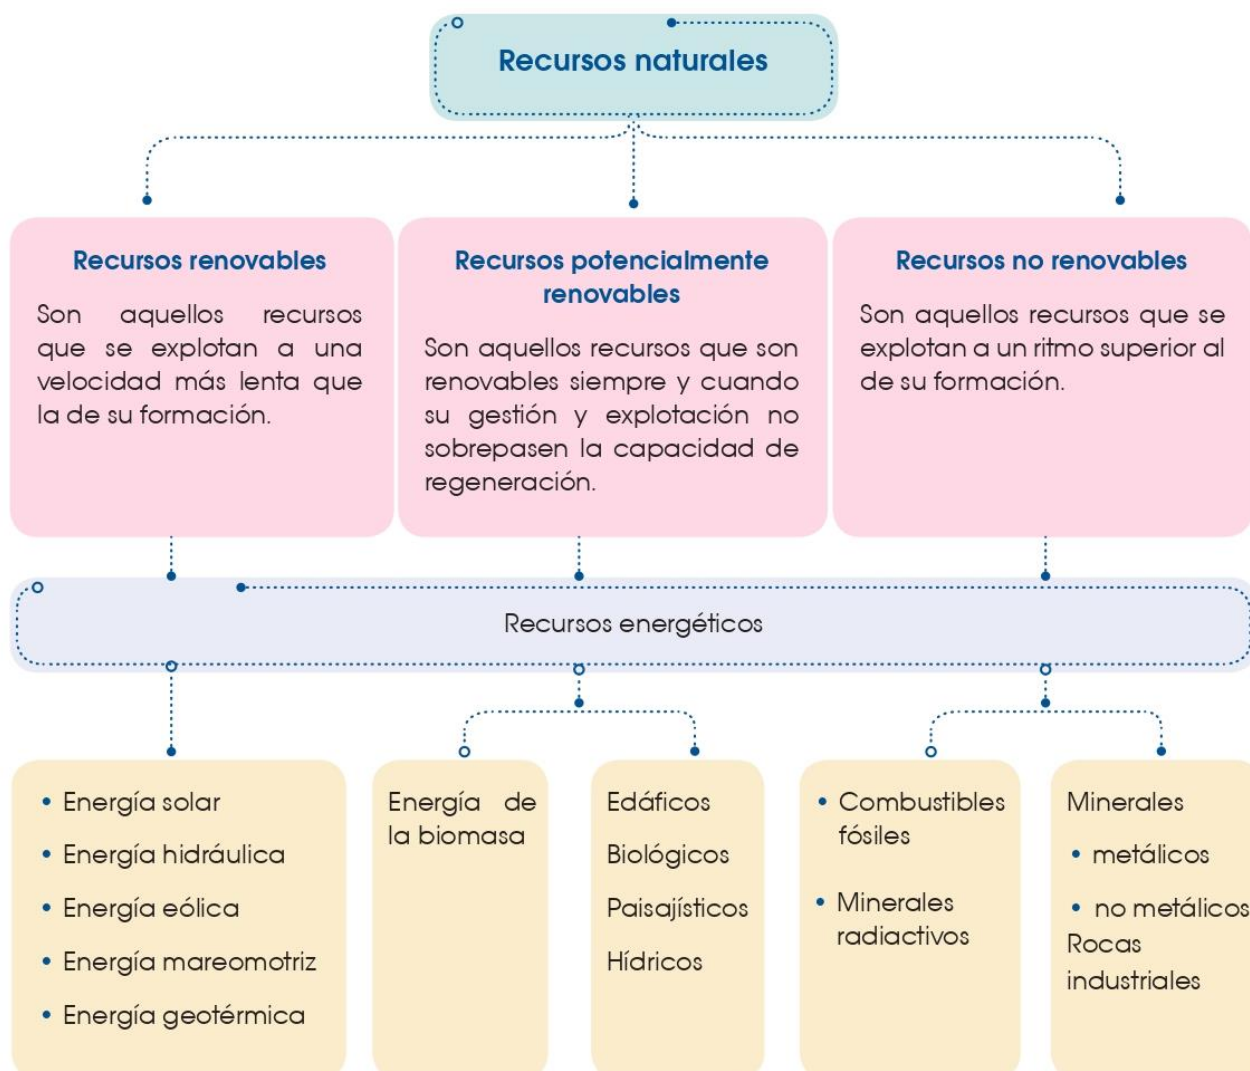 Recursos naturales
Recursos renovables
Son aquellos recursos
que se explotan a una
velocidad más lenta que
la de su formación.
Recursos potencialmente
renovables
Son aquellos recursos que son
renovables siempre y cuando
su gestión y explotación no
sobrepasen la capacidad de
regeneración.
Recursos no renovables
Son aquellos recursos que se
explotan a un ritmo superior al
de su formación.
Recursos energéticos
• Energía solar
• Energía hidráulica
• Energía eólica
• Energía mareomotriz
• Energía geotérmica
Energía de
la biomasa
Edáficos
Biológicos
Paisajísticos
Hídricos
• Combustibles
fósiles
• Minerales
radiactivos
Minerales
• metálicos
• no metálicos
Rocas
industriales